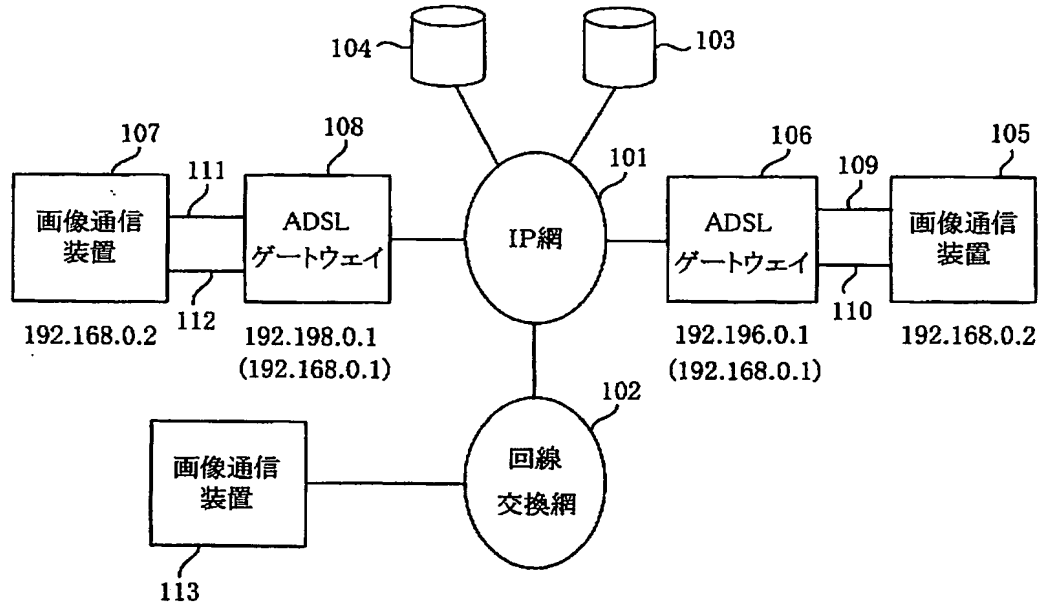 104
103
107
108
101
106
105
111
109
画像通信
装置
ADSL
ゲートウェイ
IP網
ADSL
ゲートウェイ
画像通信
装置
112
110
192.168.0.2
192.198.0.1
(192.168.0.1)
192.196.0.1
(192.168.0.1)
192.168.0.2
102
画像通信
装置
回線
交換網
113